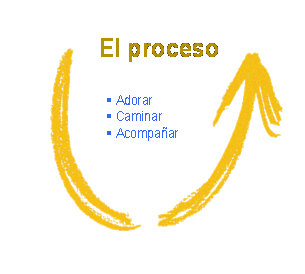 El proceso
▪ Adorar
▪ Caminar
▪ Acompañar